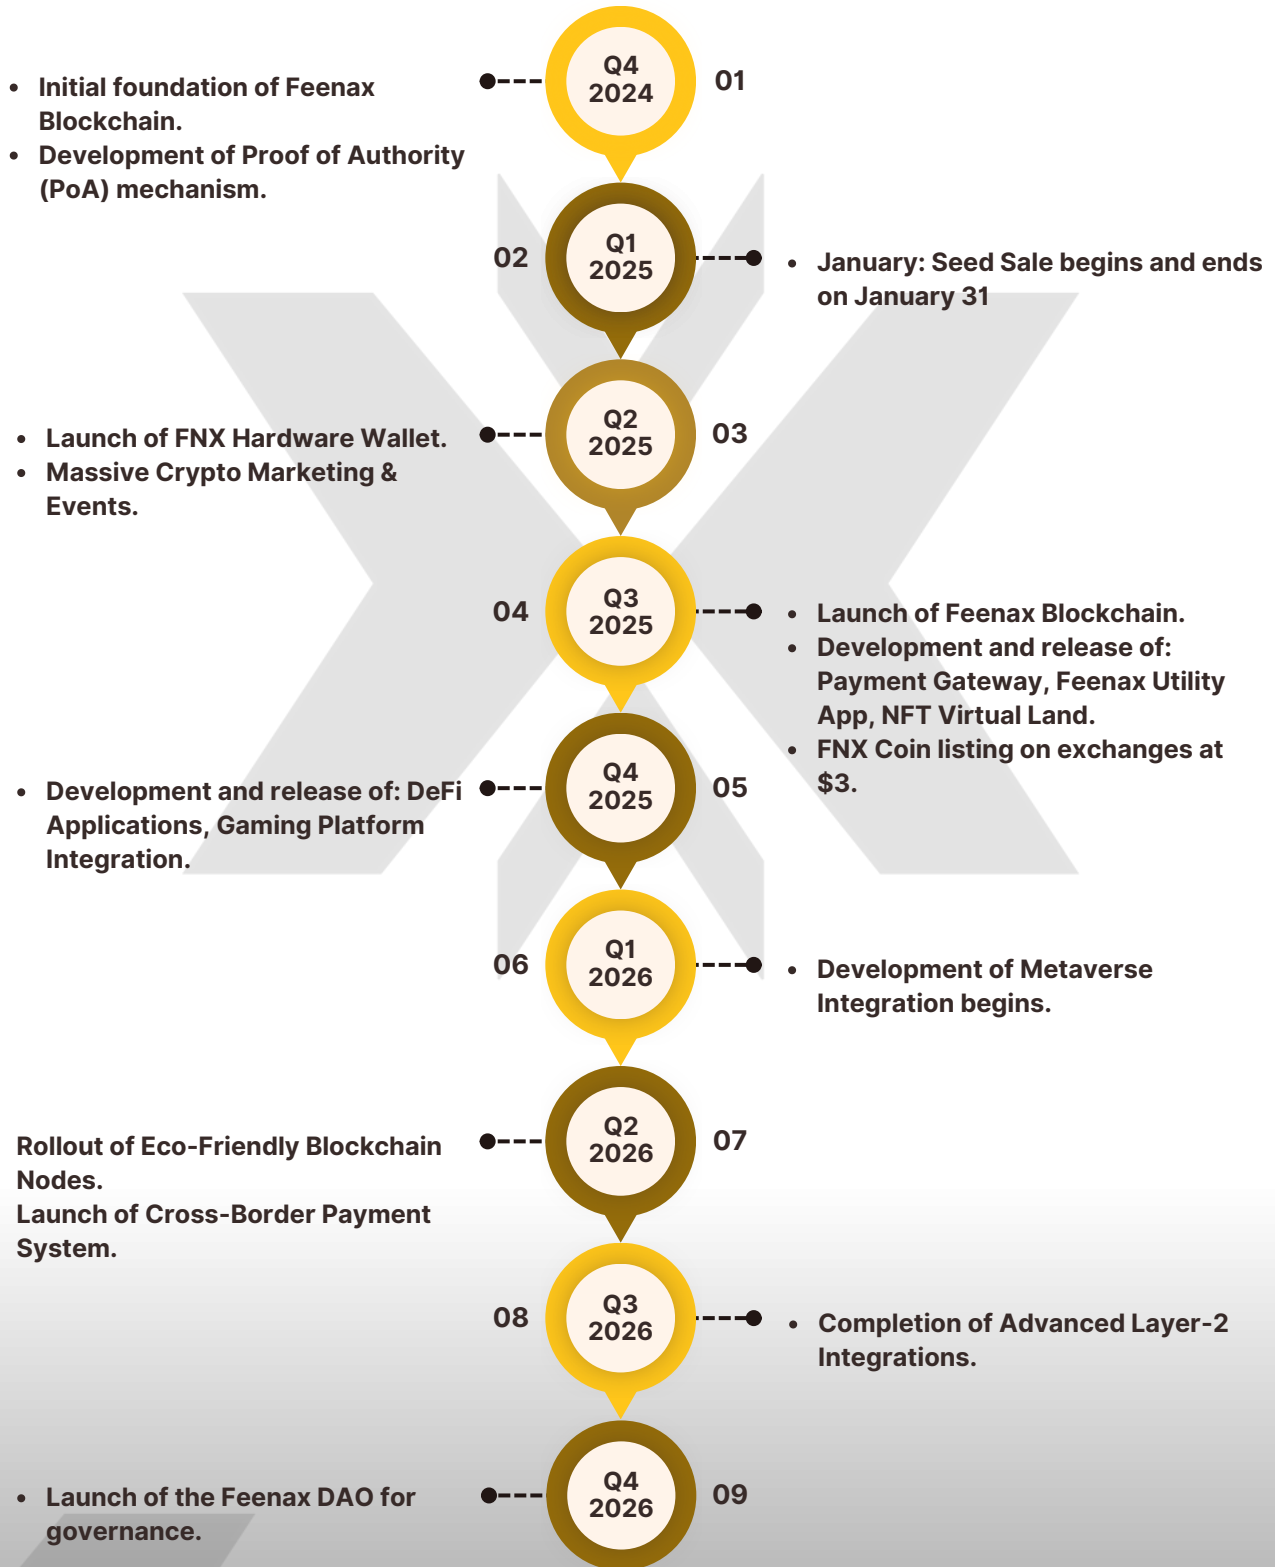 Q4
2024
01
• Initial foundation of Feenax
Blockchain.
• Development of Proof of Authority
(PoA) mechanism.
02
Q1
2025
• January: Seed Sale begins and ends
on January 31
Q2
2025
03
• Launch of FNX Hardware Wallet.
• Massive Crypto Marketing &
Events.
04
Q3
2025
• Launch of Feenax Blockchain.
• Development and release of:
Payment Gateway, Feenax Utility
App, NFT Virtual Land.
• FNX Coin listing on exchanges at
$3.
Q4
2025
05
• Development and release of: DeFi
Applications, Gaming Platform
Integration.
06
Q1
2026
• Development of Metaverse
Integration begins.
Q2
2026
07
Rollout of Eco-Friendly Blockchain
Nodes.
Launch of Cross-Border Payment
System.
08
Q3
2026
• Completion of Advanced Layer-2
Integrations.
Q4
2026
09
• Launch of the Feenax DAO for
governance.